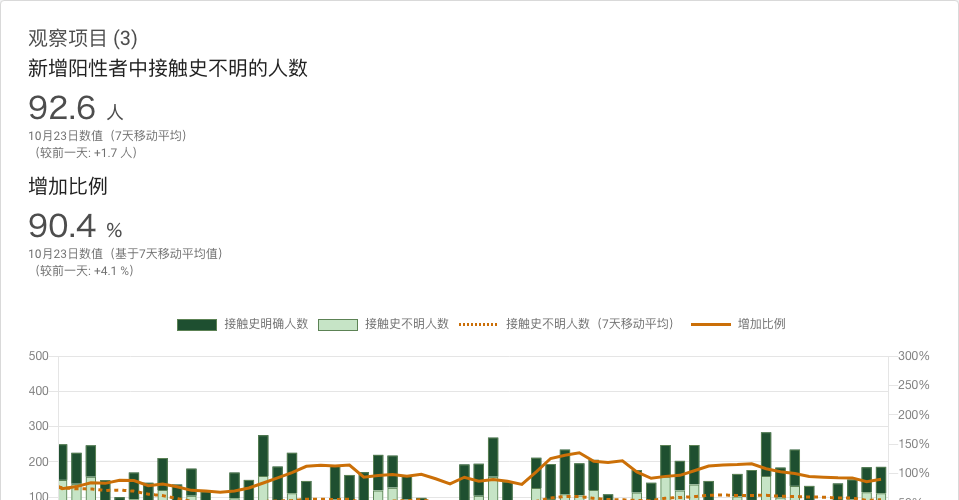 观察项目 (3)
新增阳性者中接触史不明的人数
92.6 人
10月23日数值（7天移动平均）
（较前一天: +1.7 人）
增加比例
90.4 %
10月23日数值（基于7天移动平均值）
（较前一天: +4.1 %）
接触史明确人数 接触史不明人数 接触史不明人数（7天移动平均） 增加比例
500 300%
250%
400
200%
300
150%
200
100%
100